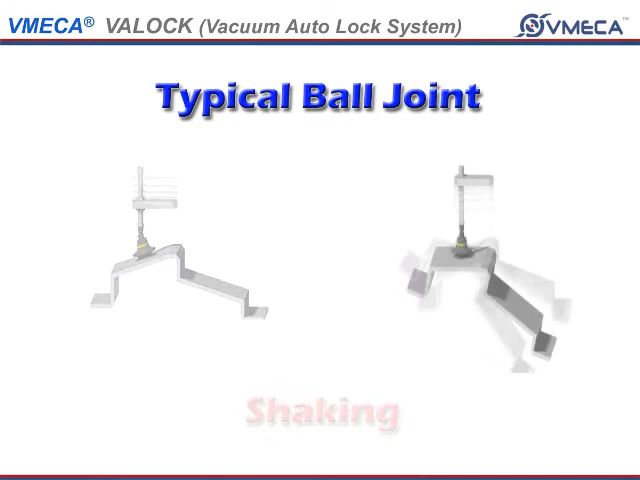 VMECA® VALOCK (Vacuum Auto Lock System)
VMECA™
Typical Ball Joint
Shaking